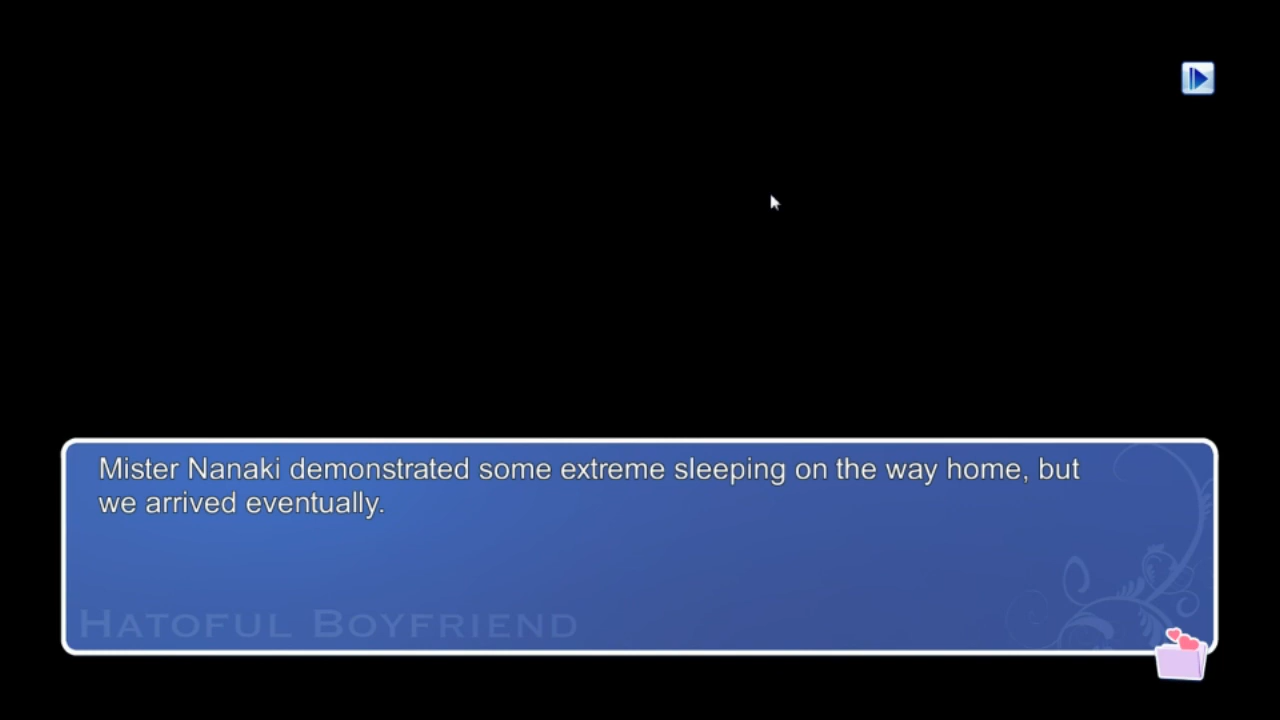 Mister Nanaki demonstrated some extreme sleeping on the way home, but
we arrived eventually.
HATOFUL BOYFRIEND